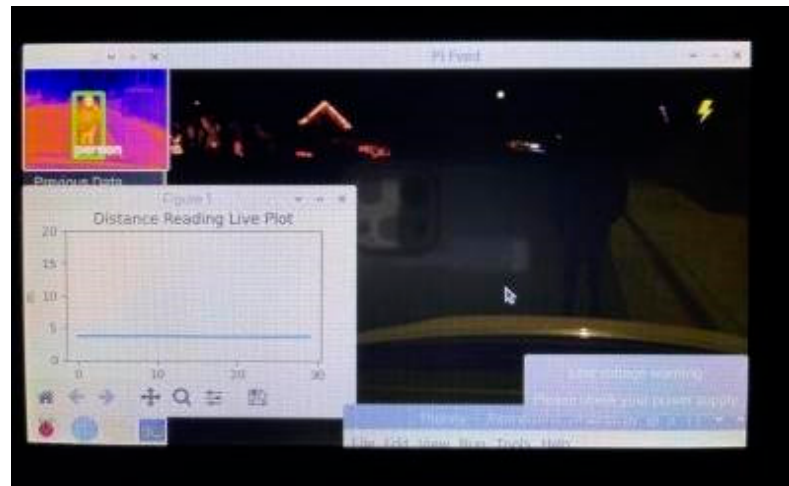 Pi Feed
person
Previous Data
Figure 1
Distance Reading Live Plot
20
15
10
5
0
0 10 20 30
Low voltage warning
Please check your power supply
File Edit View Run Tools Help